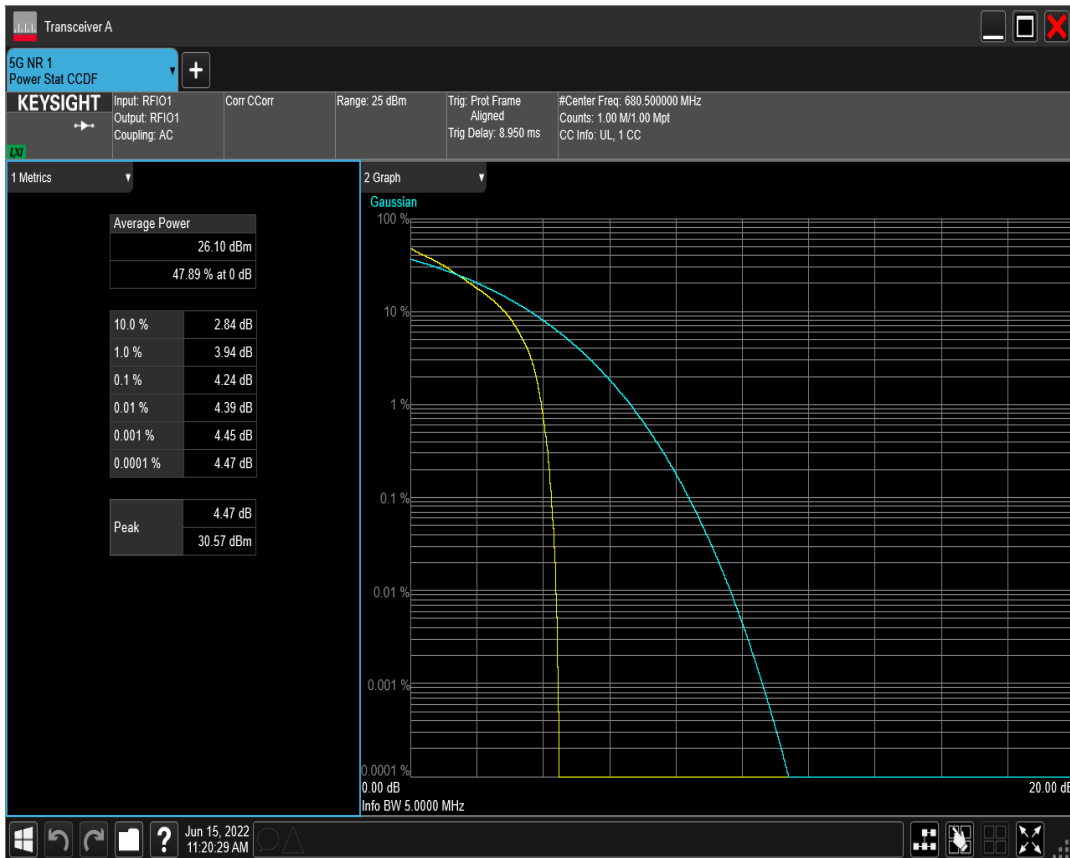 Transceiver A
5G NR 1
Power Stat CCDF
KEYSIGHT
LXI
Input: RFIO1
Output: RFIO1
Coupling: AC
Corr CCorr
Range: 25 dBm
Trig: Prot Frame
Aligned
Trig Delay: 8.950 ms
#Center Freq: 680.500000 MHz
Counts: 1.00 M/1.00 Mpt
CC Info: UL, 1 CC
1 Metrics
Average Power
26.10 dBm
47.89 % at 0 dB
10.0 % 2.84 dB
1.0 % 3.94 dB
0.1 % 4.24 dB
0.01 % 4.39 dB
0.001 % 4.45 dB
0.0001 % 4.47 dB
Peak 4.47 dB
30.57 dBm
2 Graph
Gaussian
100 %
10 %
1 %
0.1 %
0.01 %
0.001 %
0.0001 %
0.00 dB 20.00 dB
Info BW 5.0000 MHz
Jun 15, 2022
11:20:29 AM